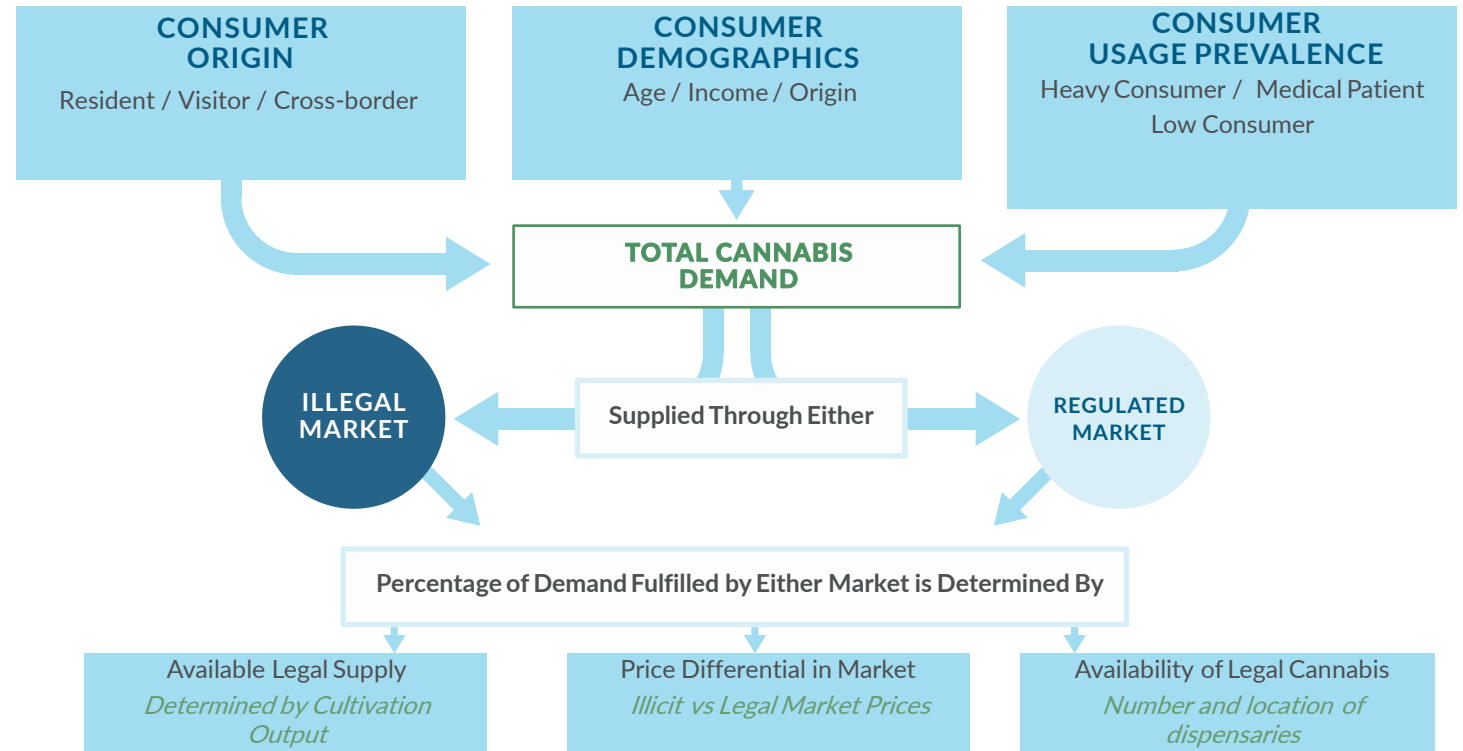 CONSUMER
ORIGIN
Resident / Visitor / Cross-border
CONSUMER
DEMOGRAPHICS
Age / Income / Origin
CONSUMER
USAGE PREVALENCE
Heavy Consumer / Medical Patient
Low Consumer
TOTAL CANNABIS
DEMAND
ILLEGAL
MARKET
Supplied Through Either
REGULATED
MARKET
Percentage of Demand Fulfilled by Either Market is Determined By
Available Legal Supply
Determined by Cultivation
Output
Price Differential in Market
Illicit vs Legal Market Prices
Availability of Legal Cannabis
Number and location of
dispensaries